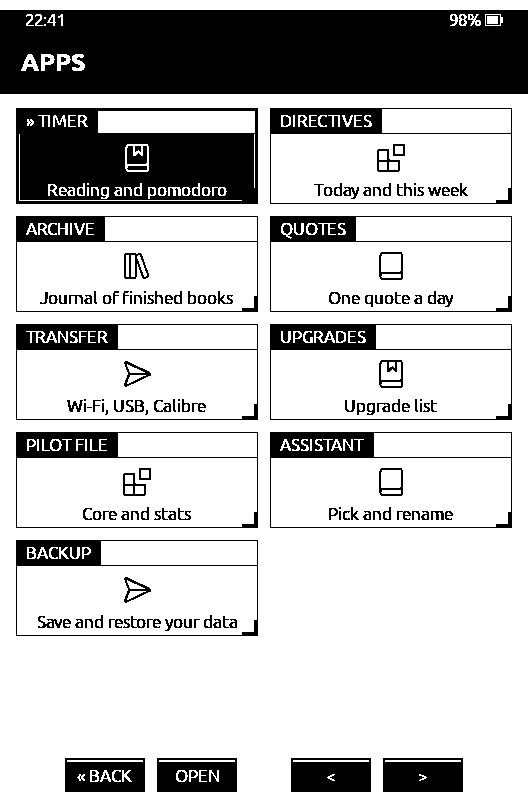 22:41 98%
APPS
» TIMER
Reading and pomodoro
DIRECTIVES
Today and this week
ARCHIVE
Journal of finished books
QUOTES
One quote a day
TRANSFER
Wi-Fi, USB, Calibre
UPGRADES
Upgrade list
PILOT FILE
Core and stats
ASSISTANT
Pick and rename
BACKUP
Save and restore your data
« BACK OPEN < >